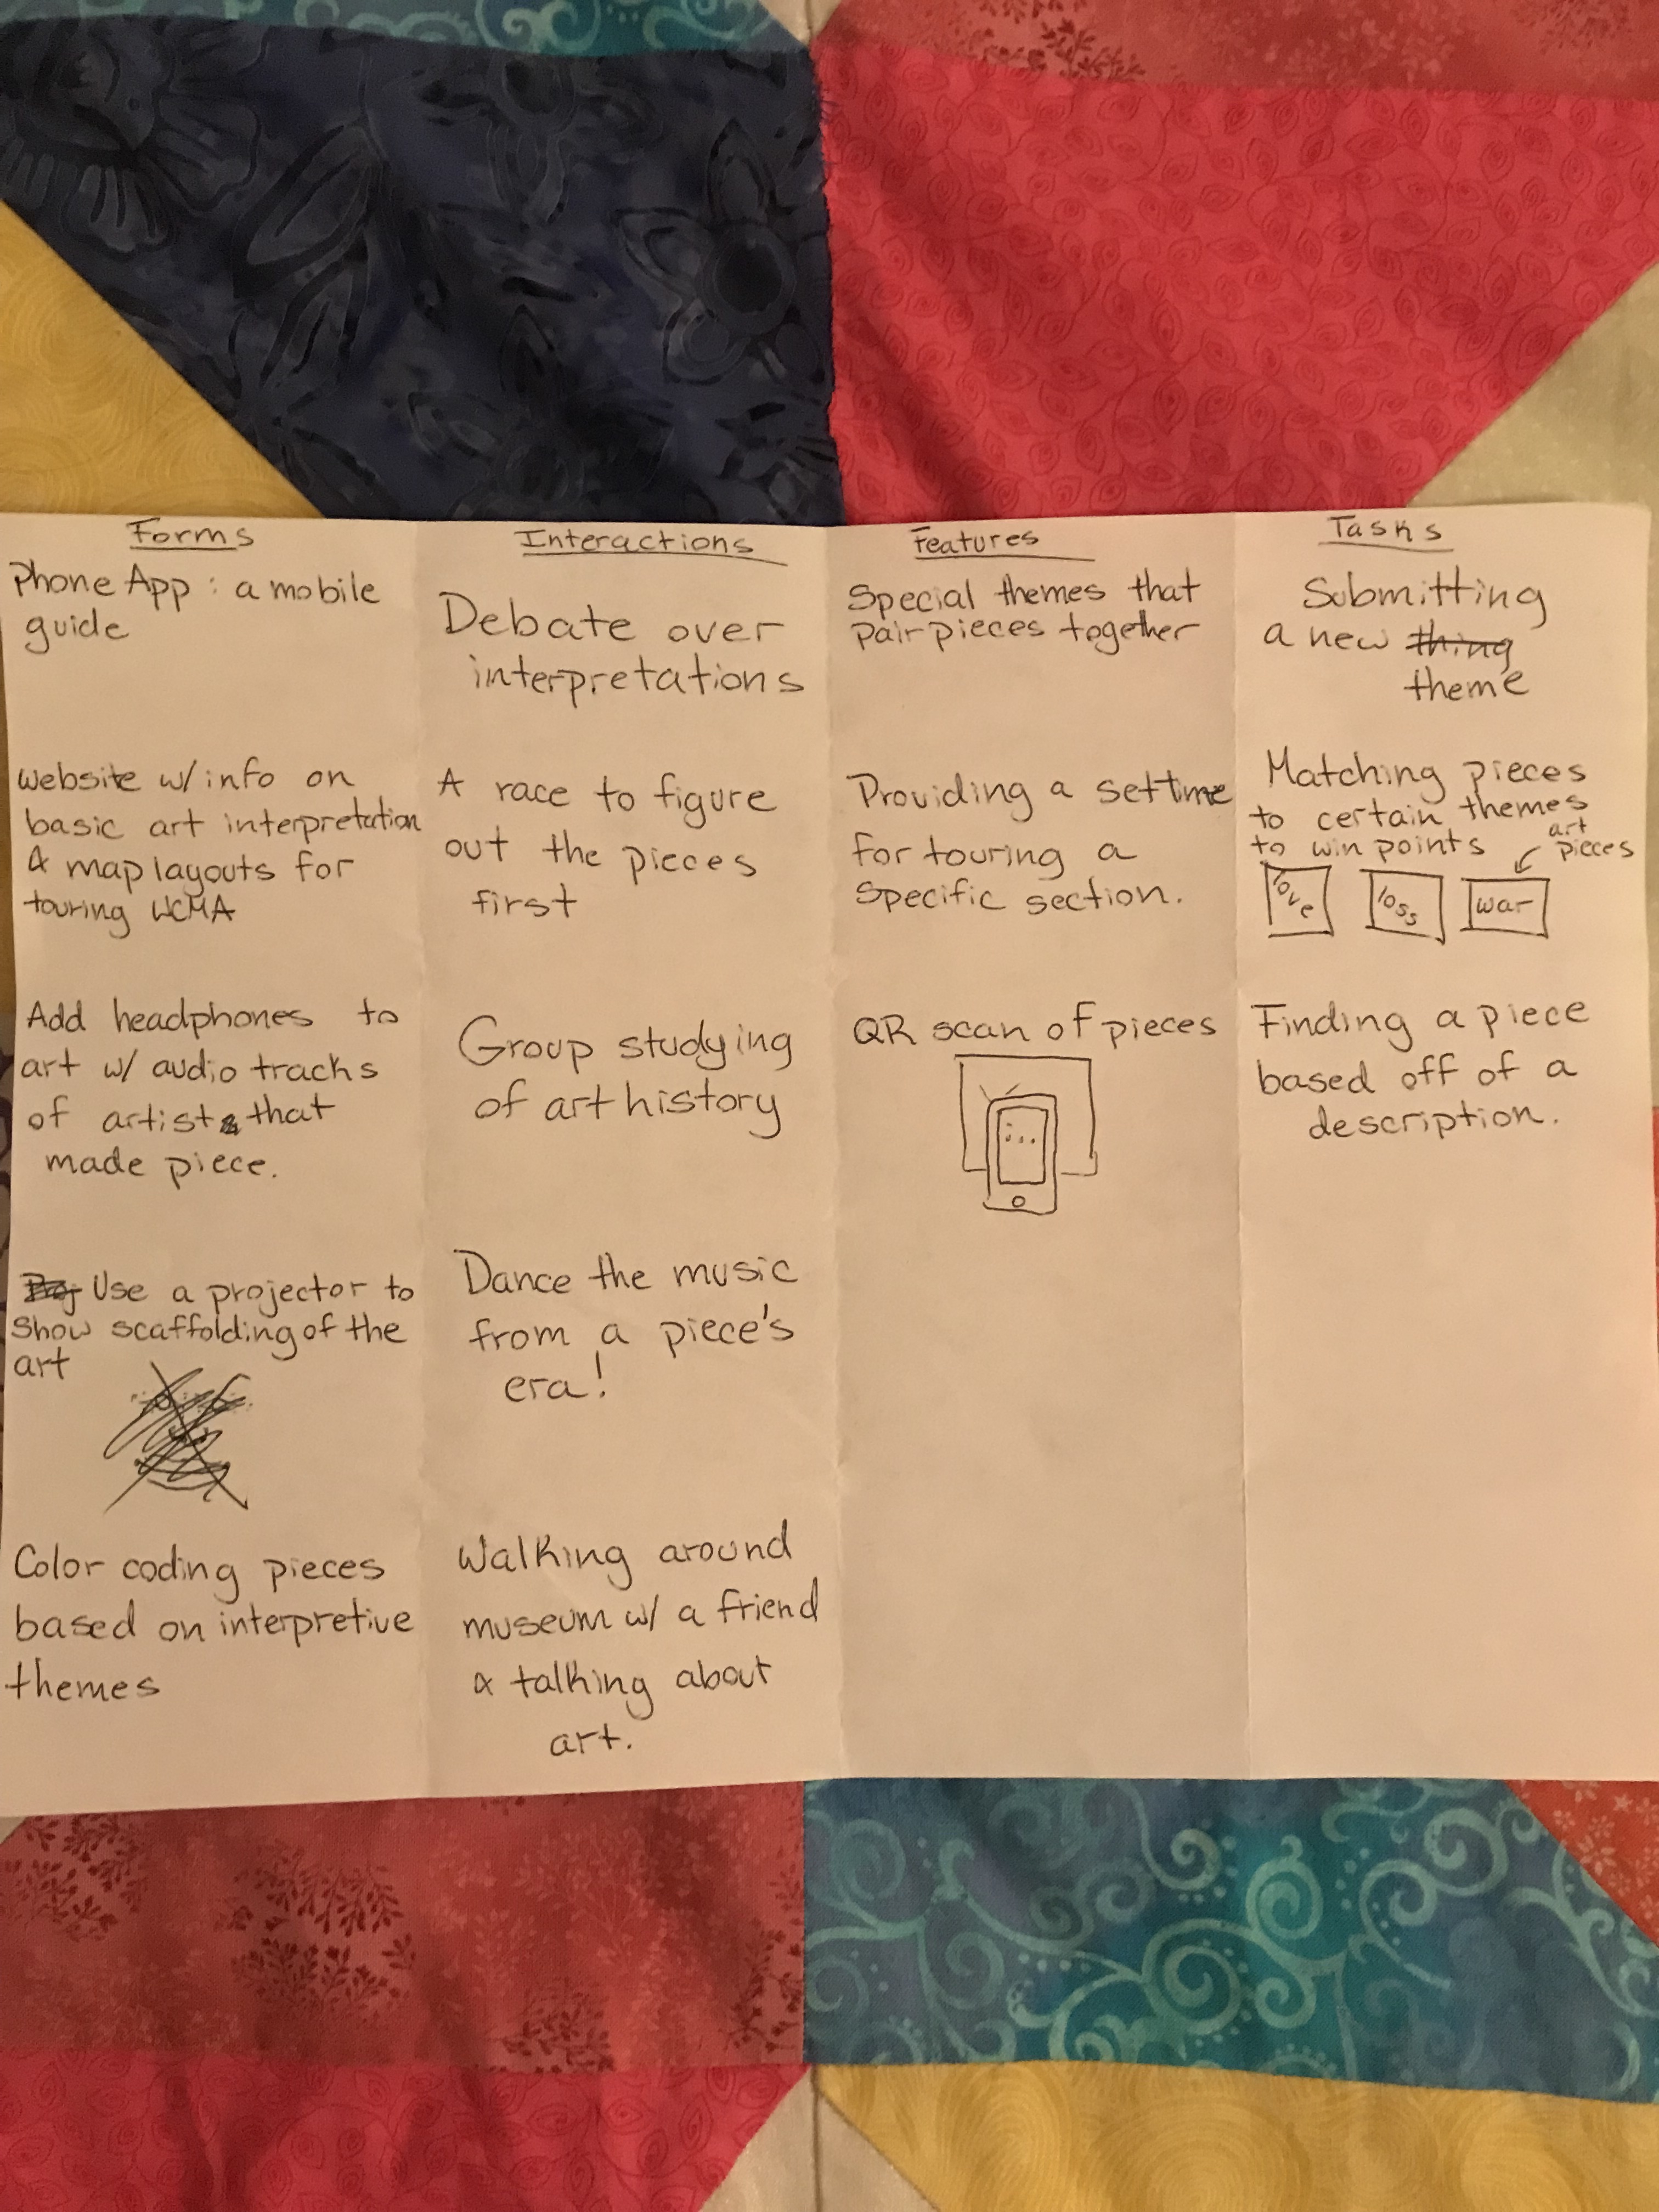 Forms
Phone App : a mobile
guide
website w/ info on
basic art interpretation
& map layouts for
touring WCMA
Add headphones to
art w/ audio tracks
of artist that
made piece.
Use a projector to
show scaffolding of the
art
Color coding pieces
based on interpretive
themes
Interactions
Debate over
interpretations
A race to figure
out the pieces
first
Group studying
of art history
Dance the music
from a piece's
era!
Walking around
museum w/ a friend
& talking about
art.
Features
Special themes that
pair pieces together
Providing a set time
for touring a
specific section.
QR scan of pieces
Tasks
Submitting
a new thing
theme
Matching pieces
to certain themes
to win points
art
pieces
love
loss
war
Finding a piece
based off of a
description.